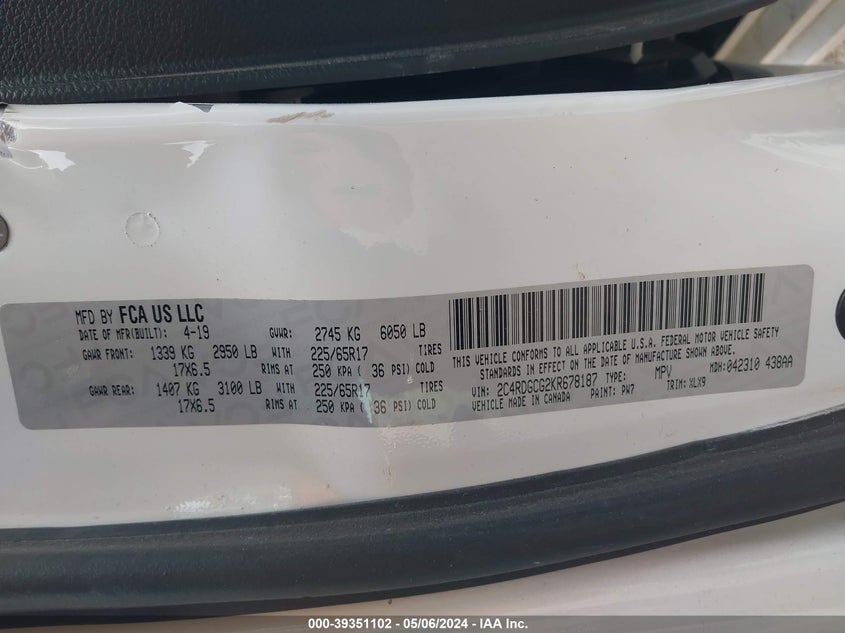 MFD BY FCA US LLC
DATE OF MFR(BUILT): 4-19 GVWR: 2745 KG 6050 LB
GAWR FRONT: 1339 KG 2950 LB WITH 225/65R17 TIRES
17X6.5 RIMS AT 250 KPA ( 36 PSI) COLD
GAWR REAR: 1407 KG 3100 LB WITH 225/65R17 TIRES
17X6.5 RIMS AT 250 KPA ( 36 PSI) COLD
THIS VEHICLE CONFORMS TO ALL APPLICABLE U.S.A. FEDERAL MOTOR VEHICLE SAFETY
STANDARDS IN EFFECT ON THE DATE OF MANUFACTURE SHOWN ABOVE.
VIN: 2C4RDGCG2KR678187 TYPE: MPV MDH: 042310 438AA
VEHICLE MADE IN CANADA PAINT: PW7 TRIM: XLX9
000-39351102 - 05/06/2024 - IAA Inc.